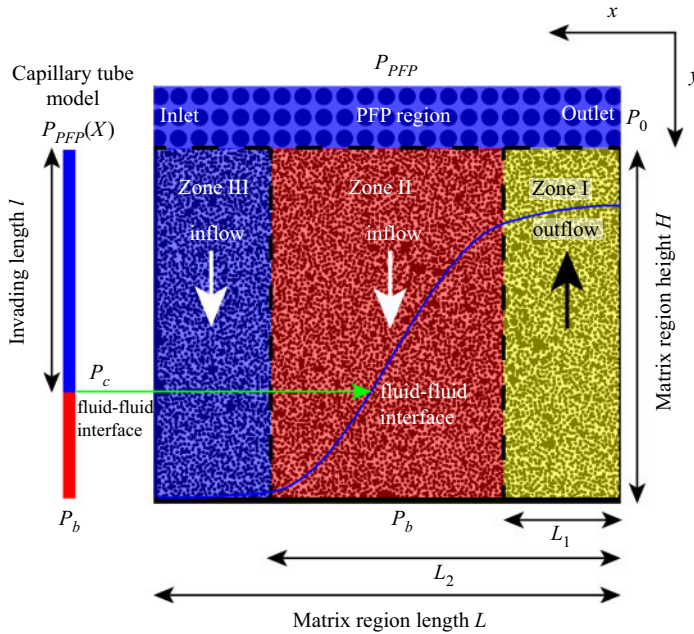 x
y
P_PFP
Capillary tube
model
P_PFP(X)
Inlet
PFP region
Outlet
P_0
Zone III
Zone II
Zone I
inflow
inflow
outflow
Invading length l
Matrix region height H
P_c
fluid-fluid
interface
fluid-fluid
interface
P_b
P_b
L_1
L_2
Matrix region length L